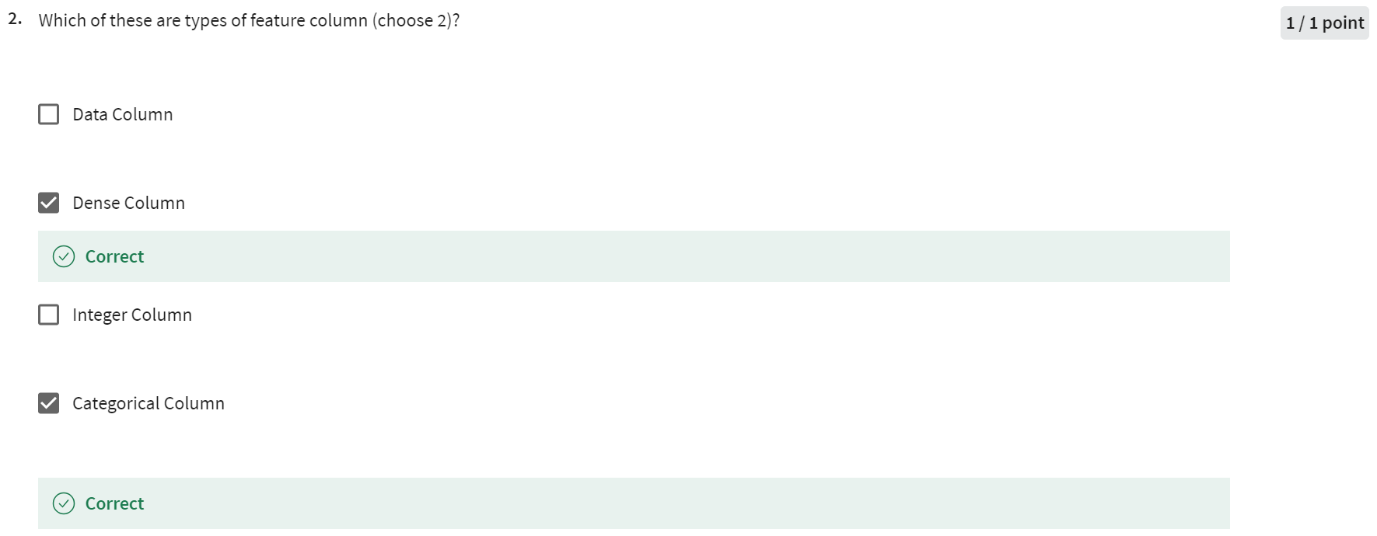 2. Which of these are types of feature column (choose 2)?
1 / 1 point
Data Column
Dense Column
Correct
Integer Column
Categorical Column
Correct